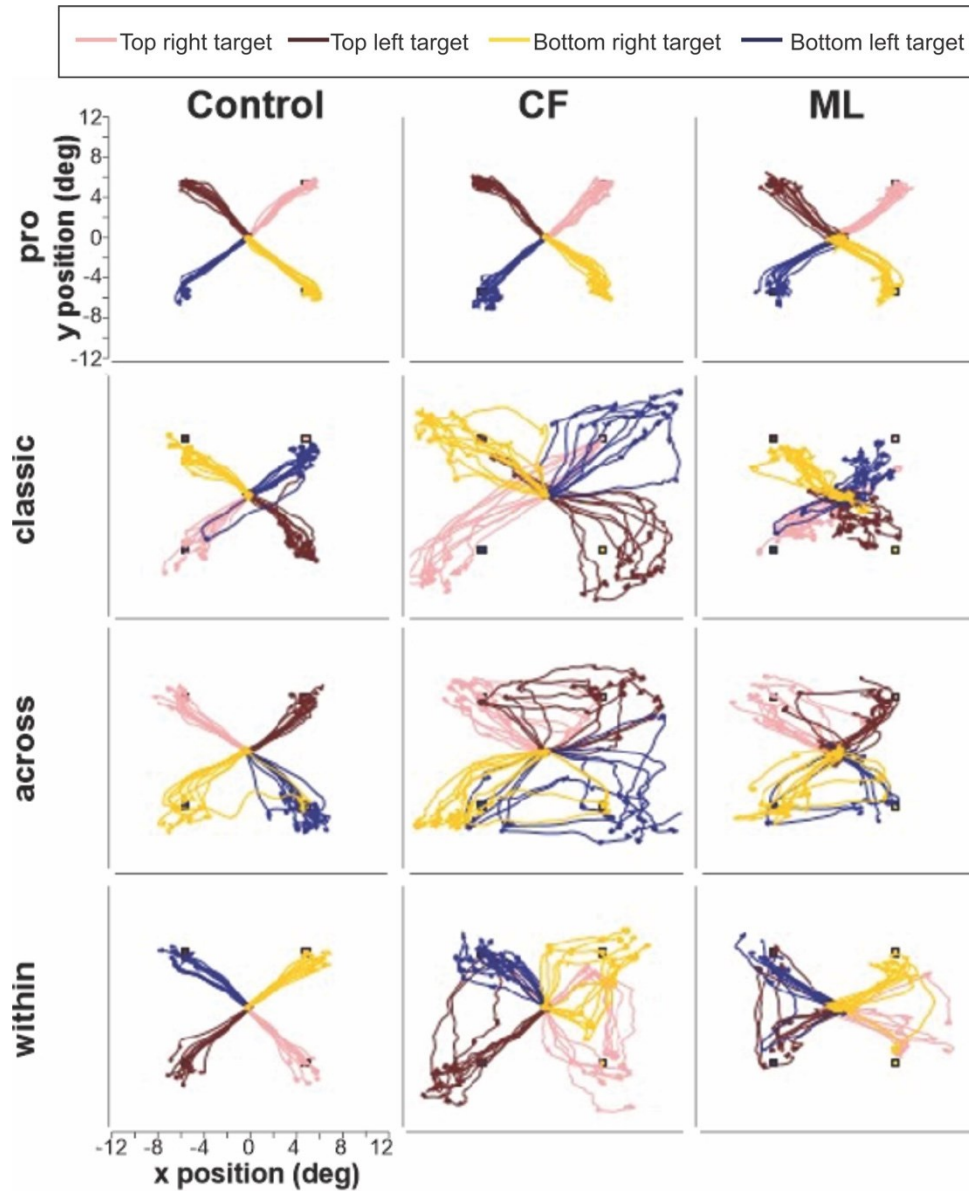 Top right target Top left target Bottom right target Bottom left target
Control CF ML
pro
y position (deg)
12
8
4
0
-4
-8
-12
classic
across
within
-12 -8 -4 0 4 8 12
x position (deg)